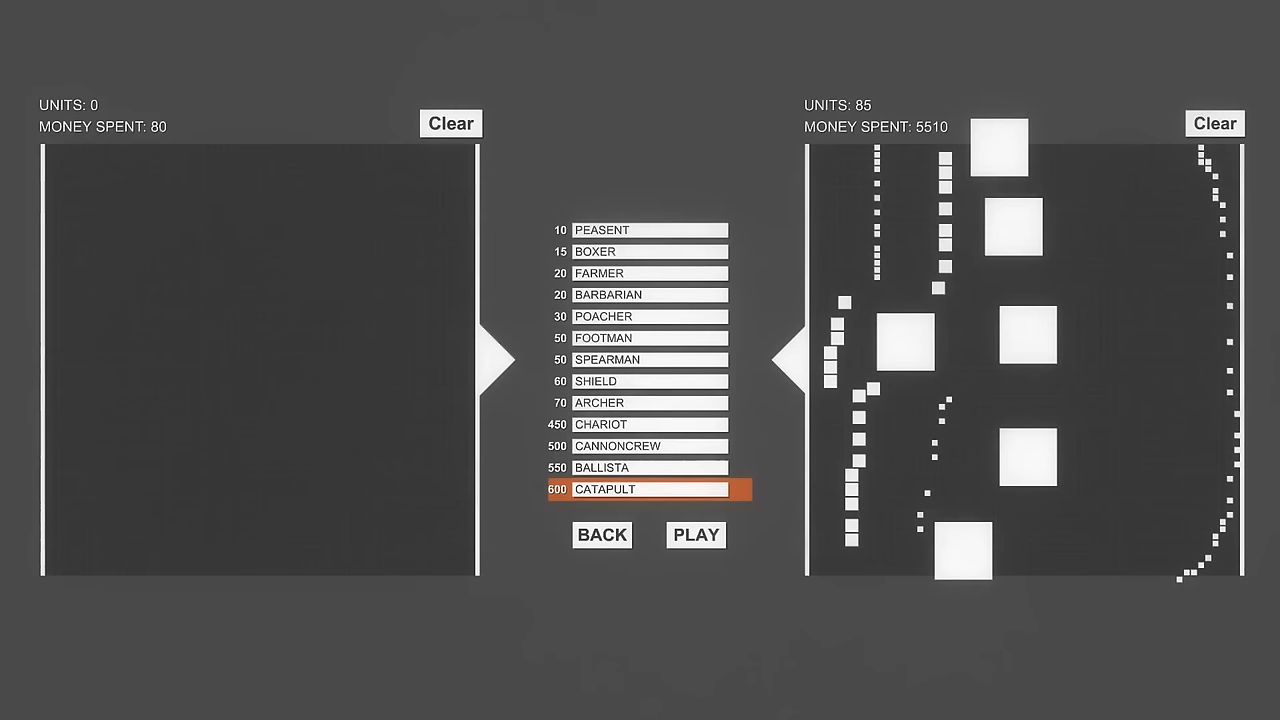 UNITS: 0
MONEY SPENT: 80
Clear
UNITS: 85
MONEY SPENT: 5510
Clear
10 PEASENT
15 BOXER
20 FARMER
20 BARBARIAN
30 POACHER
50 FOOTMAN
50 SPEARMAN
60 SHIELD
70 ARCHER
450 CHARIOT
500 CANNONCREW
550 BALLISTA
600 CATAPULT
BACK PLAY